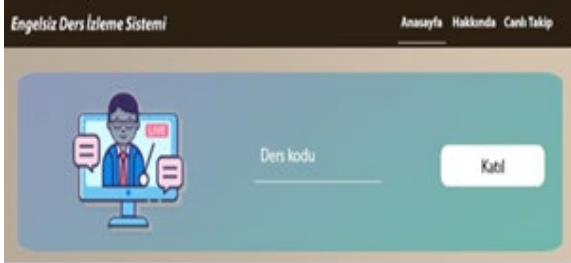 Engelsiz Ders İzleme Sistemi
Anasayfa Hakkında Canlı Takip
LIVE
Ders kodu
Katıl